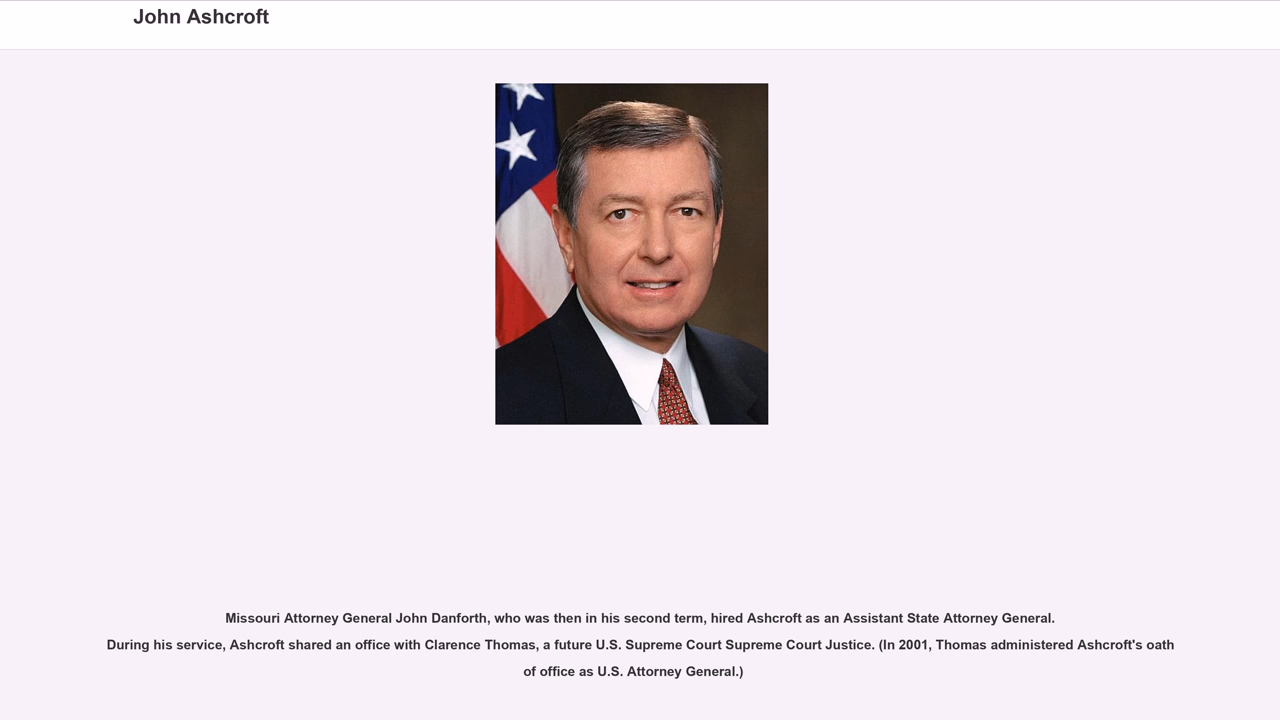 John Ashcroft
Missouri Attorney General John Danforth, who was then in his second term, hired Ashcroft as an Assistant State Attorney General.
During his service, Ashcroft shared an office with Clarence Thomas, a future U.S. Supreme Court Supreme Court Justice. (In 2001, Thomas administered Ashcroft's oath
of office as U.S. Attorney General.)